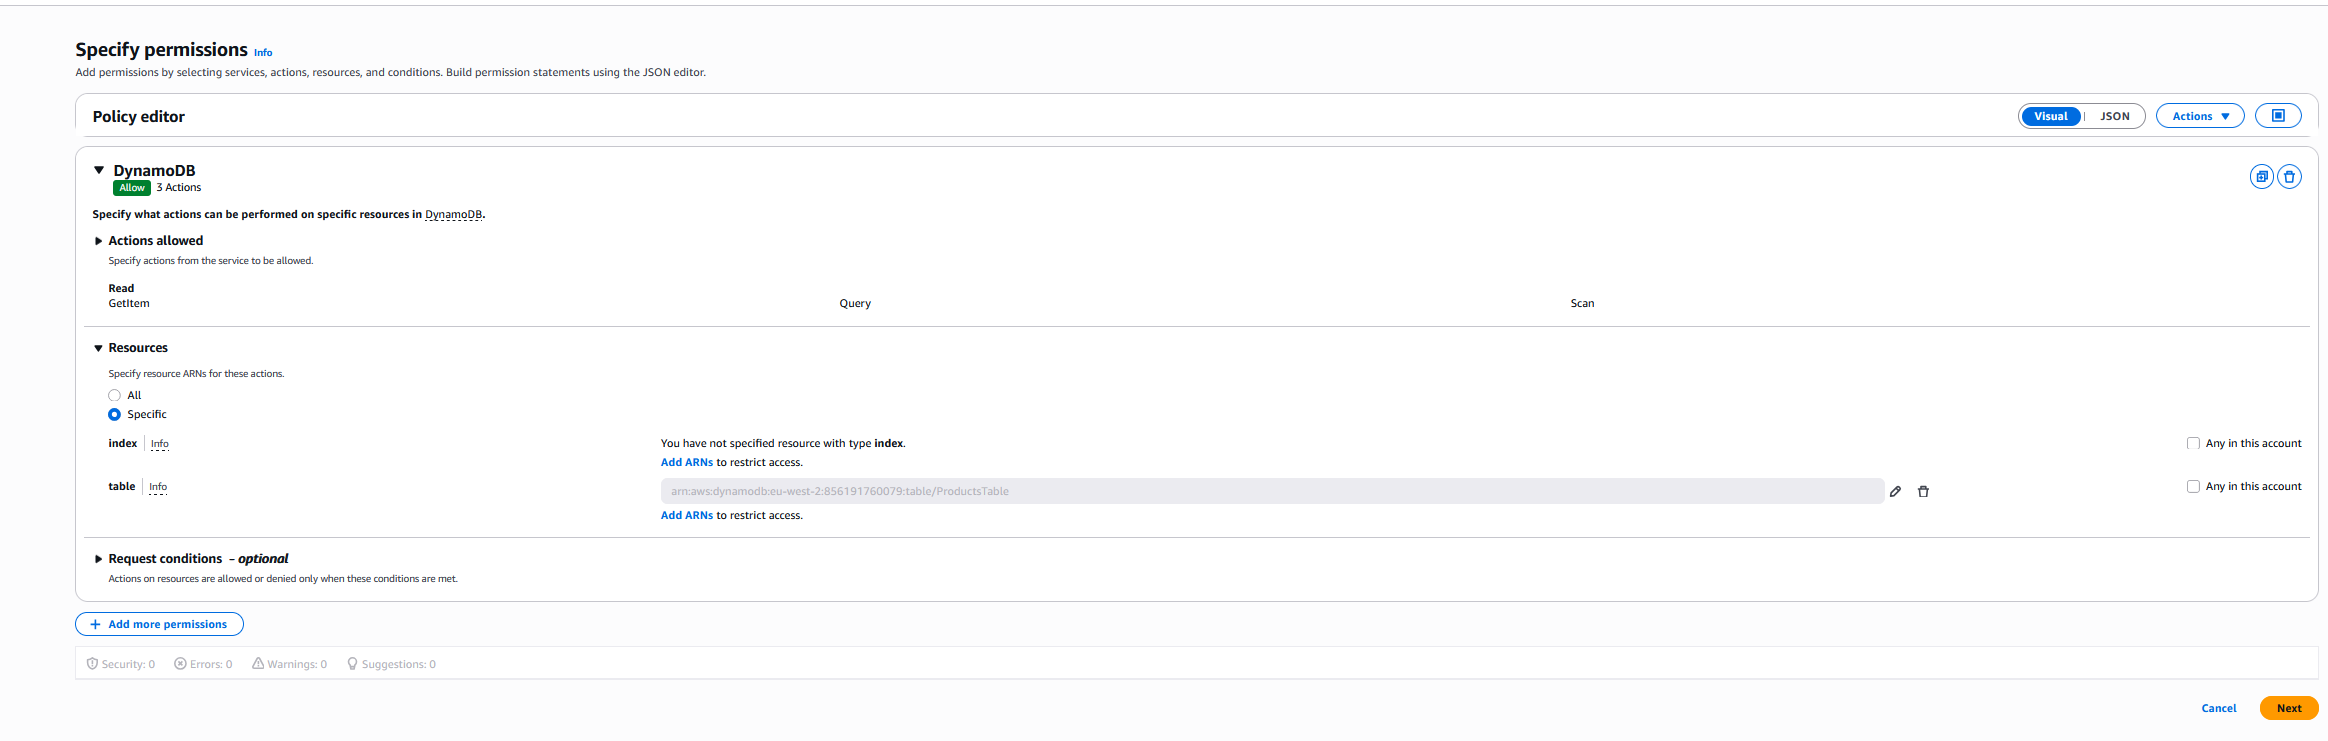 Specify permissions Info
Add permissions by selecting services, actions, resources, and conditions. Build permission statements using the JSON editor.
Policy editor
Visual | JSON
Actions
DynamoDB
Allow 3 Actions
Specify what actions can be performed on specific resources in DynamoDB.
Actions allowed
Specify actions from the service to be allowed.
Read
GetItem Query Scan
Resources
Specify resource ARNs for these actions.
All
Specific
index | Info You have not specified resource with type index. Any in this account
Add ARNs to restrict access.
table | Info arn:aws:dynamodb:eu-west-2:856191760079:table/ProductsTable Any in this account
Add ARNs to restrict access.
Request conditions - optional
Actions on resources are allowed or denied only when these conditions are met.
+ Add more permissions
Security: 0 Errors: 0 Warnings: 0 Suggestions: 0
Cancel Next